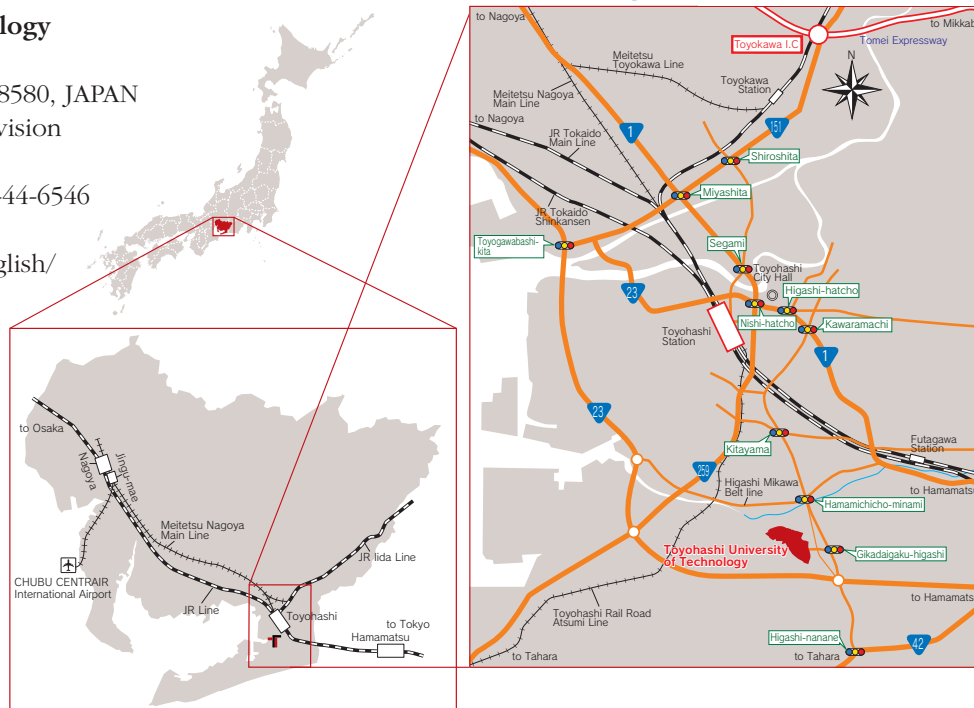 logy
8580, JAPAN
vision
44-6546
glish/
to Osaka
Nagoya
Jingu-mae
Meitetsu Nagoya
Main Line
JR Iida Line
CHUBU CENTRAIR
International Airport
JR Line
Toyohashi
to Tokyo
Hamamatsu
to Nagoya
to Mikkab
Toyokawa I.C
Tomei Expressway
Meitetsu
Toyokawa Line
N
Toyokawa
Station
Meitetsu Nagoya
Main Line
to Nagoya
1
151
JR Tokaido
Main Line
Shiroshita
Miyashita
JR Tokaido
Shinkansen
Toyogawabashi-
kita
Segami
Toyohashi
City Hall
23
Higashi-hatcho
Nishi-hatcho
Kawaramachi
Toyohashi
Station
1
23
Kitayama
Futagawa
Station
259
Higashi Mikawa
Belt line
to Hamamatsu
Hamamichicho-minami
Toyohashi University
of Technology
Gikadaigaku-higashi
to Hamamats
Toyohashi Rail Road
Atsumi Line
Higashi-nanane
42
to Tahara
to Tahara